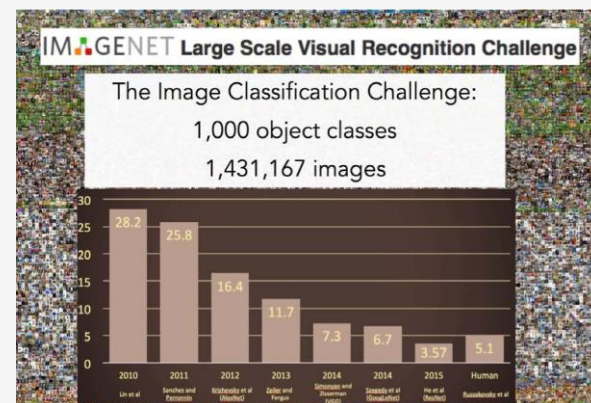 IMAGENET Large Scale Visual Recognition Challenge
The Image Classification Challenge:
1,000 object classes
1,431,167 images
30
25
20
15
10
5
0
28.2
25.8
16.4
11.7
7.3
6.7
3.57
5.1
2010
2011
2012
2013
2014
2014
2015
Human
Lin et al
Sanchez and
Perronnin
Krizhevsky et al
(AlexNet)
Zeiler and
Fergus
Simonyan and
Zisserman
(VGG)
Szegedy et al
(GoogLeNet)
He et al
(ResNet)
Russakovsky et al